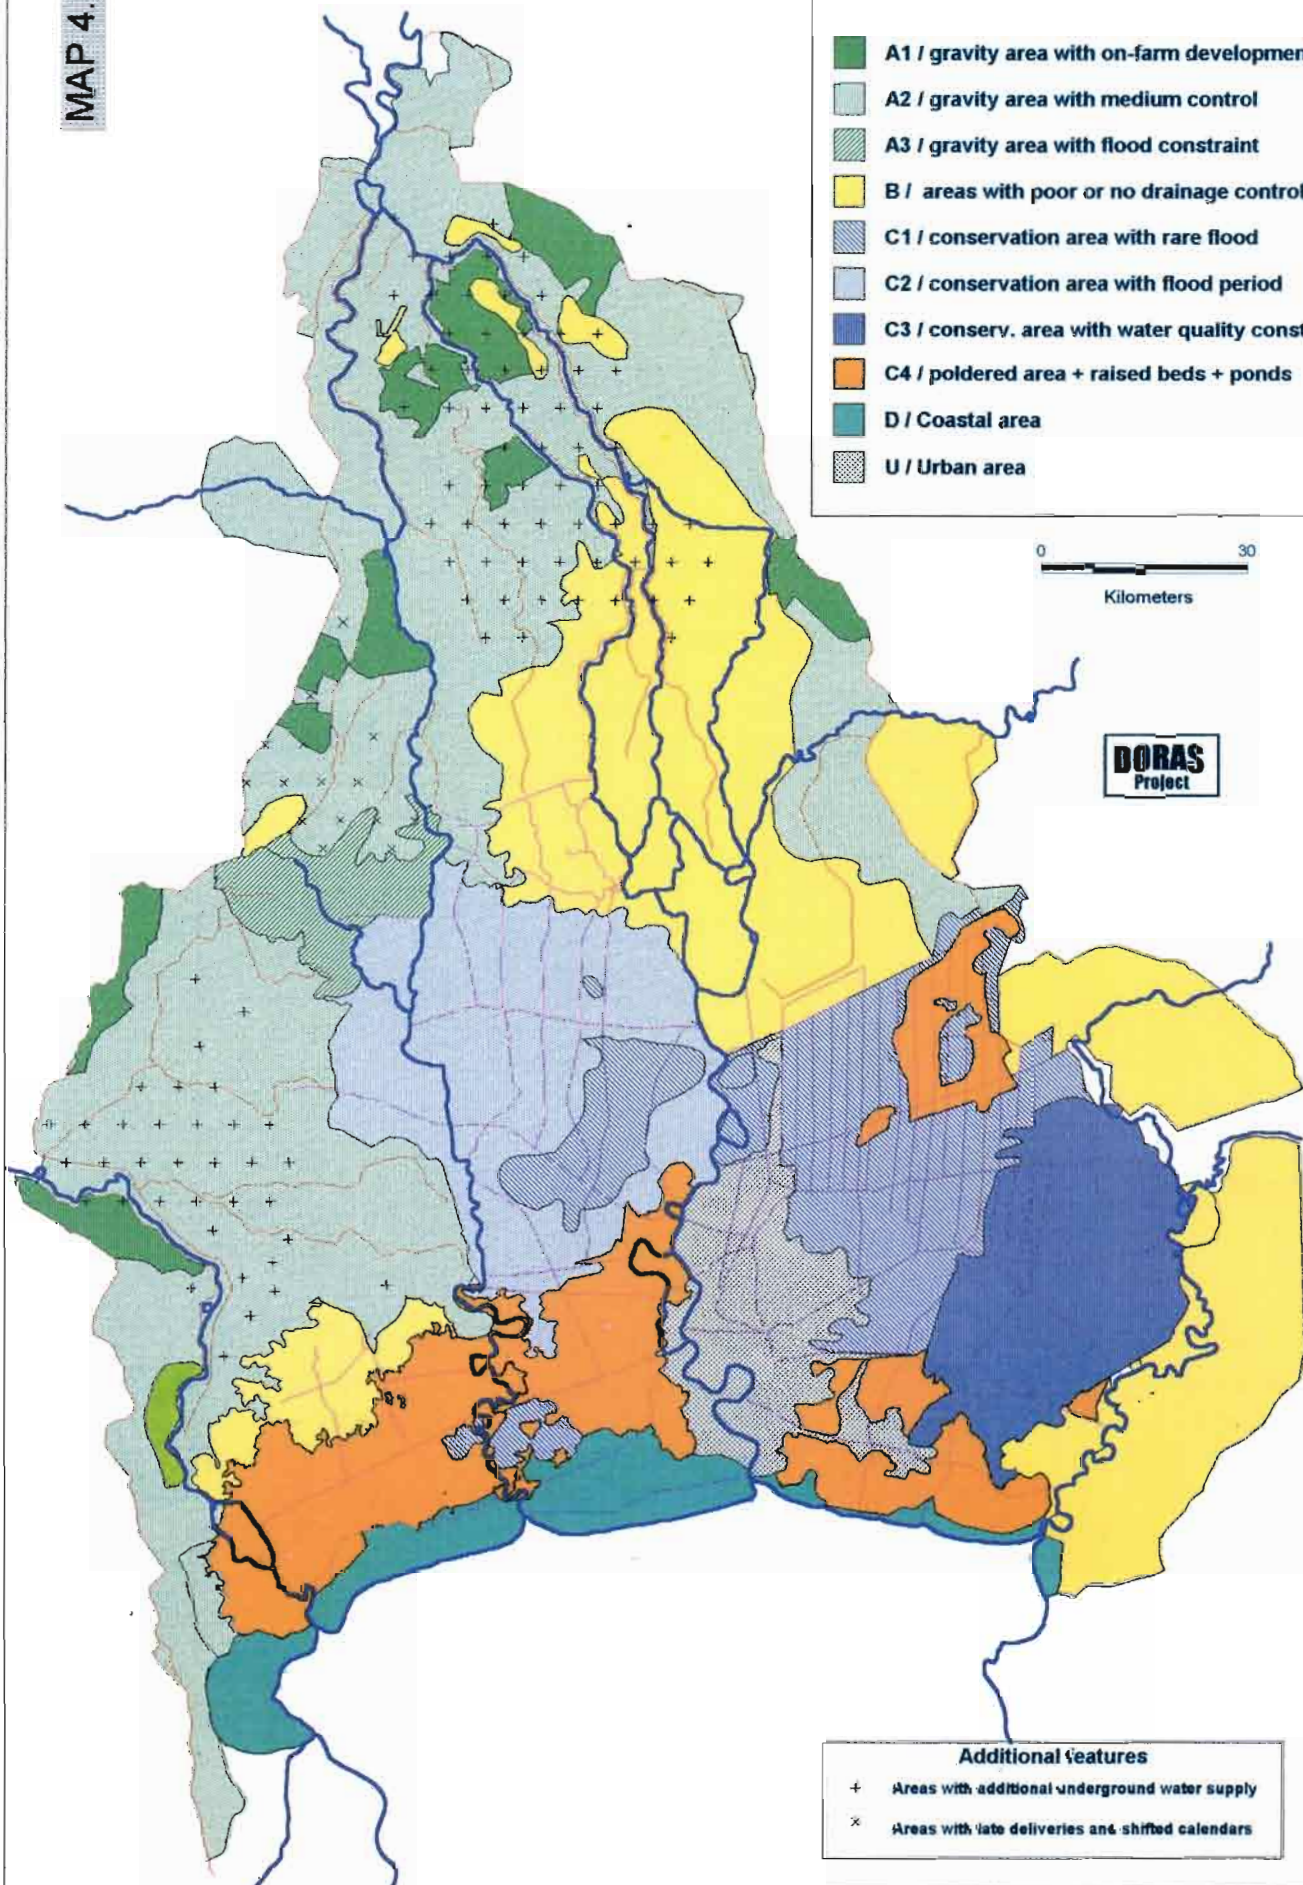 MAP 4.
A1 / gravity area with on-farm developmen
A2 / gravity area with medium control
A3 / gravity area with flood constraint
B / areas with poor or no drainage control
C1 / conservation area with rare flood
C2 / conservation area with flood period
C3 / conserv. area with water quality const
C4 / poldered area + raised beds + ponds
D / Coastal area
U / Urban area
0 30
Kilometers
DORAS
Project
Additional features
+ Areas with additional underground water supply
× Areas with late deliveries and shifted calendars